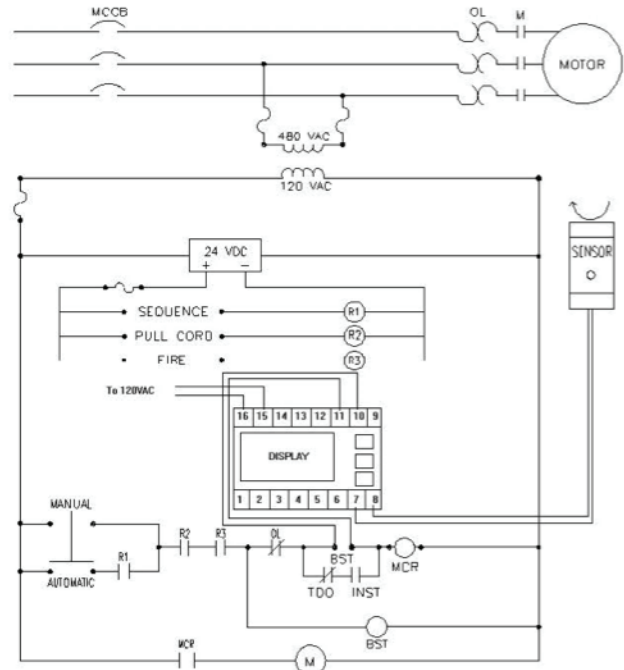 MCCB
OL
M
MOTOR
480 VAC
120 VAC
24 VDC
+ −
SENSOR
SEQUENCE
R1
PULL CORD
R2
FIRE
R3
To 120VAC
16 15 14 13 12 11 10 9
DISPLAY
1 2 3 4 5 6 7 8
MANUAL
R2
R3
OL
R1
BST
MCR
AUTOMATIC
TDO
INST
BST
MCR
M